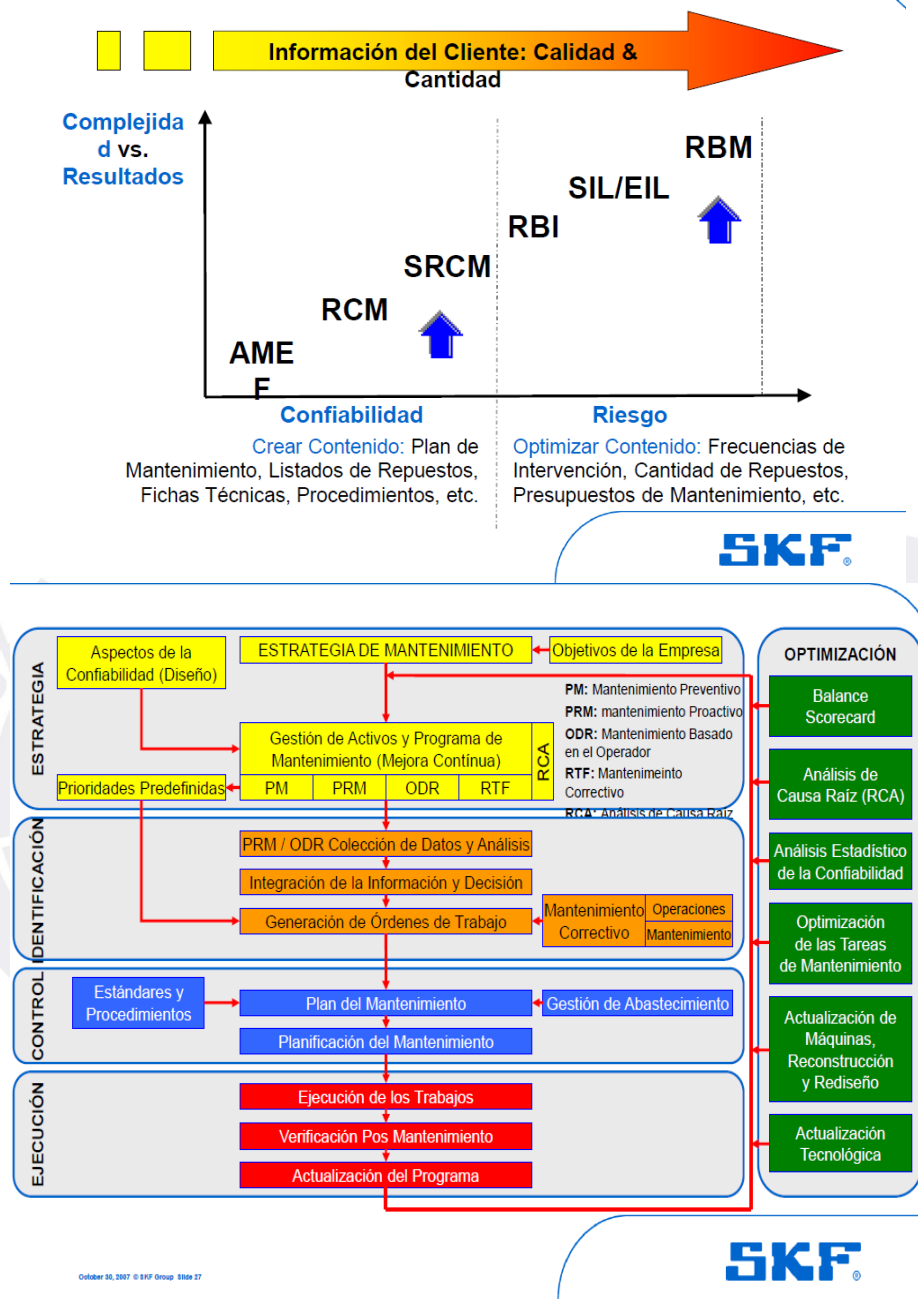 Información del Cliente: Calidad &
Cantidad
Complejida
d vs.
Resultados
RBM
SIL/EIL
RBI
SRCM
RCM
AME
F
Confiabilidad
Riesgo
Crear Contenido: Plan de
Mantenimiento, Listados de Repuestos,
Fichas Técnicas, Procedimientos, etc.
Optimizar Contenido: Frecuencias de
Intervención, Cantidad de Repuestos,
Presupuestos de Mantenimiento, etc.
SKF®
ESTRATEGIA
Aspectos de la
Confiabilidad (Diseño)
ESTRATEGIA DE MANTENIMIENTO
Objetivos de la Empresa
PM: Mantenimiento Preventivo
PRM: mantenimiento Proactivo
ODR: Mantenimiento Basado
en el Operador
RTF: Mantenimeinto
Correctivo
RCA: Análisis de Causa Raíz
Gestión de Activos y Programa de
Mantenimiento (Mejora Contínua)
RCA
Prioridades Predefinidas
PM
PRM
ODR
RTF
IDENTIFICACIÓN
PRM / ODR Colección de Datos y Análisis
Integración de la Información y Decisión
Generación de Órdenes de Trabajo
Mantenimiento
Correctivo
Operaciones
Mantenimiento
CONTROL
Estándares y
Procedimientos
Plan del Mantenimiento
Gestión de Abastecimiento
Planificación del Mantenimiento
EJECUCIÓN
Ejecución de los Trabajos
Verificación Pos Mantenimiento
Actualización del Programa
OPTIMIZACIÓN
Balance
Scorecard
Análisis de
Causa Raíz (RCA)
Análisis Estadístico
de la Confiabilidad
Optimización
de las Tareas
de Mantenimiento
Actualización de
Máquinas,
Reconstrucción
y Rediseño
Actualización
Tecnológica
October 30, 2007 © SKF Group Slide 27
SKF®